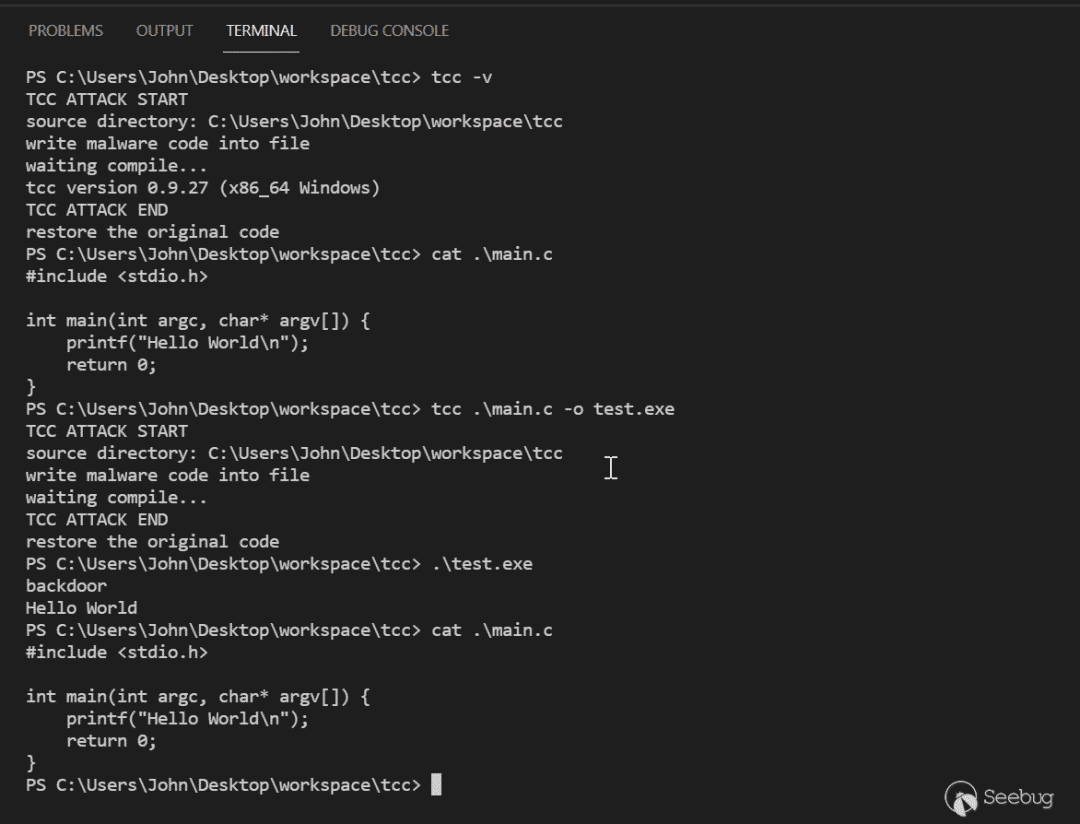 PROBLEMS OUTPUT TERMINAL DEBUG CONSOLE
PS C:\Users\John\Desktop\workspace\tcc> tcc -v
TCC ATTACK START
source directory: C:\Users\John\Desktop\workspace\tcc
write malware code into file
waiting compile...
tcc version 0.9.27 (x86_64 Windows)
TCC ATTACK END
restore the original code
PS C:\Users\John\Desktop\workspace\tcc> cat .\main.c
#include <stdio.h>

int main(int argc, char* argv[]) {
    printf("Hello World\n");
    return 0;
}
PS C:\Users\John\Desktop\workspace\tcc> tcc .\main.c -o test.exe
TCC ATTACK START
source directory: C:\Users\John\Desktop\workspace\tcc
write malware code into file
waiting compile...
TCC ATTACK END
restore the original code
PS C:\Users\John\Desktop\workspace\tcc> .\test.exe
backdoor
Hello World
PS C:\Users\John\Desktop\workspace\tcc> cat .\main.c
#include <stdio.h>

int main(int argc, char* argv[]) {
    printf("Hello World\n");
    return 0;
}
PS C:\Users\John\Desktop\workspace\tcc>
Seebug